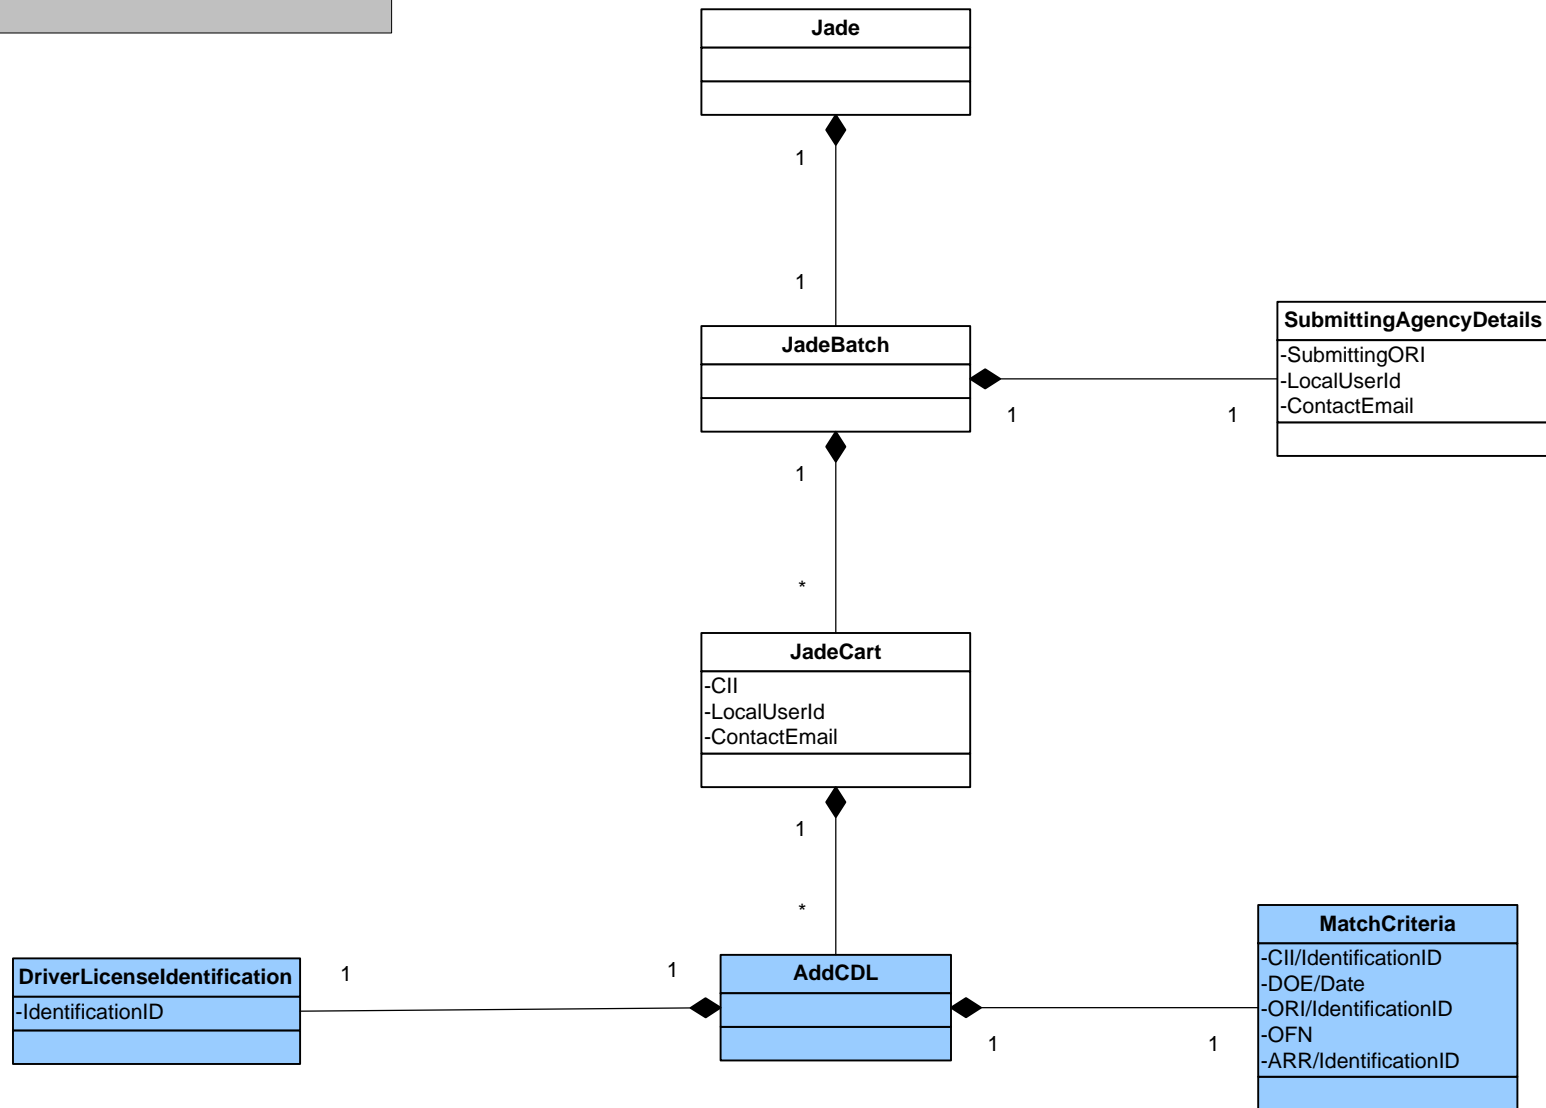 Jade
1
1
JadeBatch
1
1
1
SubmittingAgencyDetails
-SubmittingORI
-LocalUserId
-ContactEmail
*
JadeCart
-CII
-LocalUserId
-ContactEmail
1
*
DriverLicenseIdentification
-IdentificationID
1
1
AddCDL
1
1
MatchCriteria
-CII/IdentificationID
-DOE/Date
-ORI/IdentificationID
-OFN
-ARR/IdentificationID